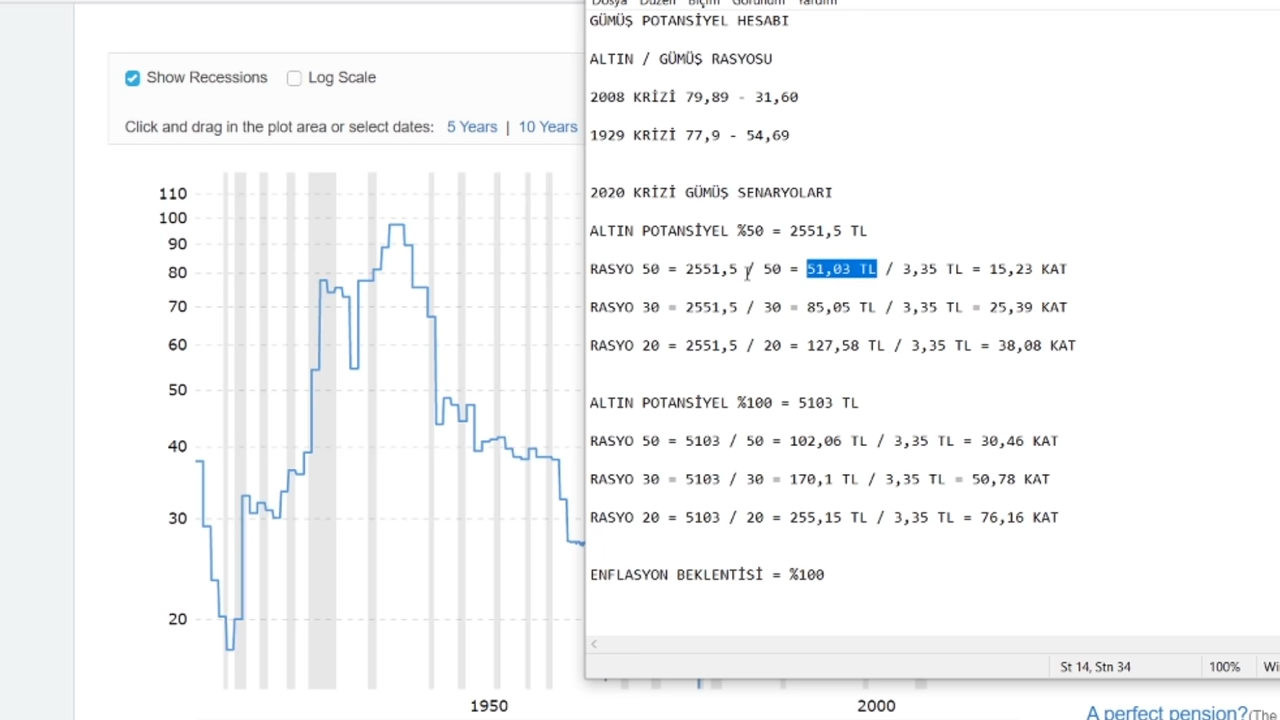 Dosya Düzen Biçim Görünüm Yardım
GÜMÜŞ POTANSİYEL HESABI
ALTIN / GÜMÜŞ RASYOSU
2008 KRİZİ 79,89 - 31,60
1929 KRİZİ 77,9 - 54,69
2020 KRİZİ GÜMÜŞ SENARYOLARI
ALTIN POTANSİYEL %50 = 2551,5 TL
RASYO 50 = 2551,5 / 50 = 51,03 TL / 3,35 TL = 15,23 KAT
RASYO 30 = 2551,5 / 30 = 85,05 TL / 3,35 TL = 25,39 KAT
RASYO 20 = 2551,5 / 20 = 127,58 TL / 3,35 TL = 38,08 KAT
ALTIN POTANSİYEL %100 = 5103 TL
RASYO 50 = 5103 / 50 = 102,06 TL / 3,35 TL = 30,46 KAT
RASYO 30 = 5103 / 30 = 170,1 TL / 3,35 TL = 50,78 KAT
RASYO 20 = 5103 / 20 = 255,15 TL / 3,35 TL = 76,16 KAT
ENFLASYON BEKLENTİSİ = %100
St 14, Stn 34
100%
Show Recessions
Log Scale
Click and drag in the plot area or select dates: 5 Years | 10 Years
110
100
90
80
70
60
50
40
30
20
1950
2000
A perfect pension? (The